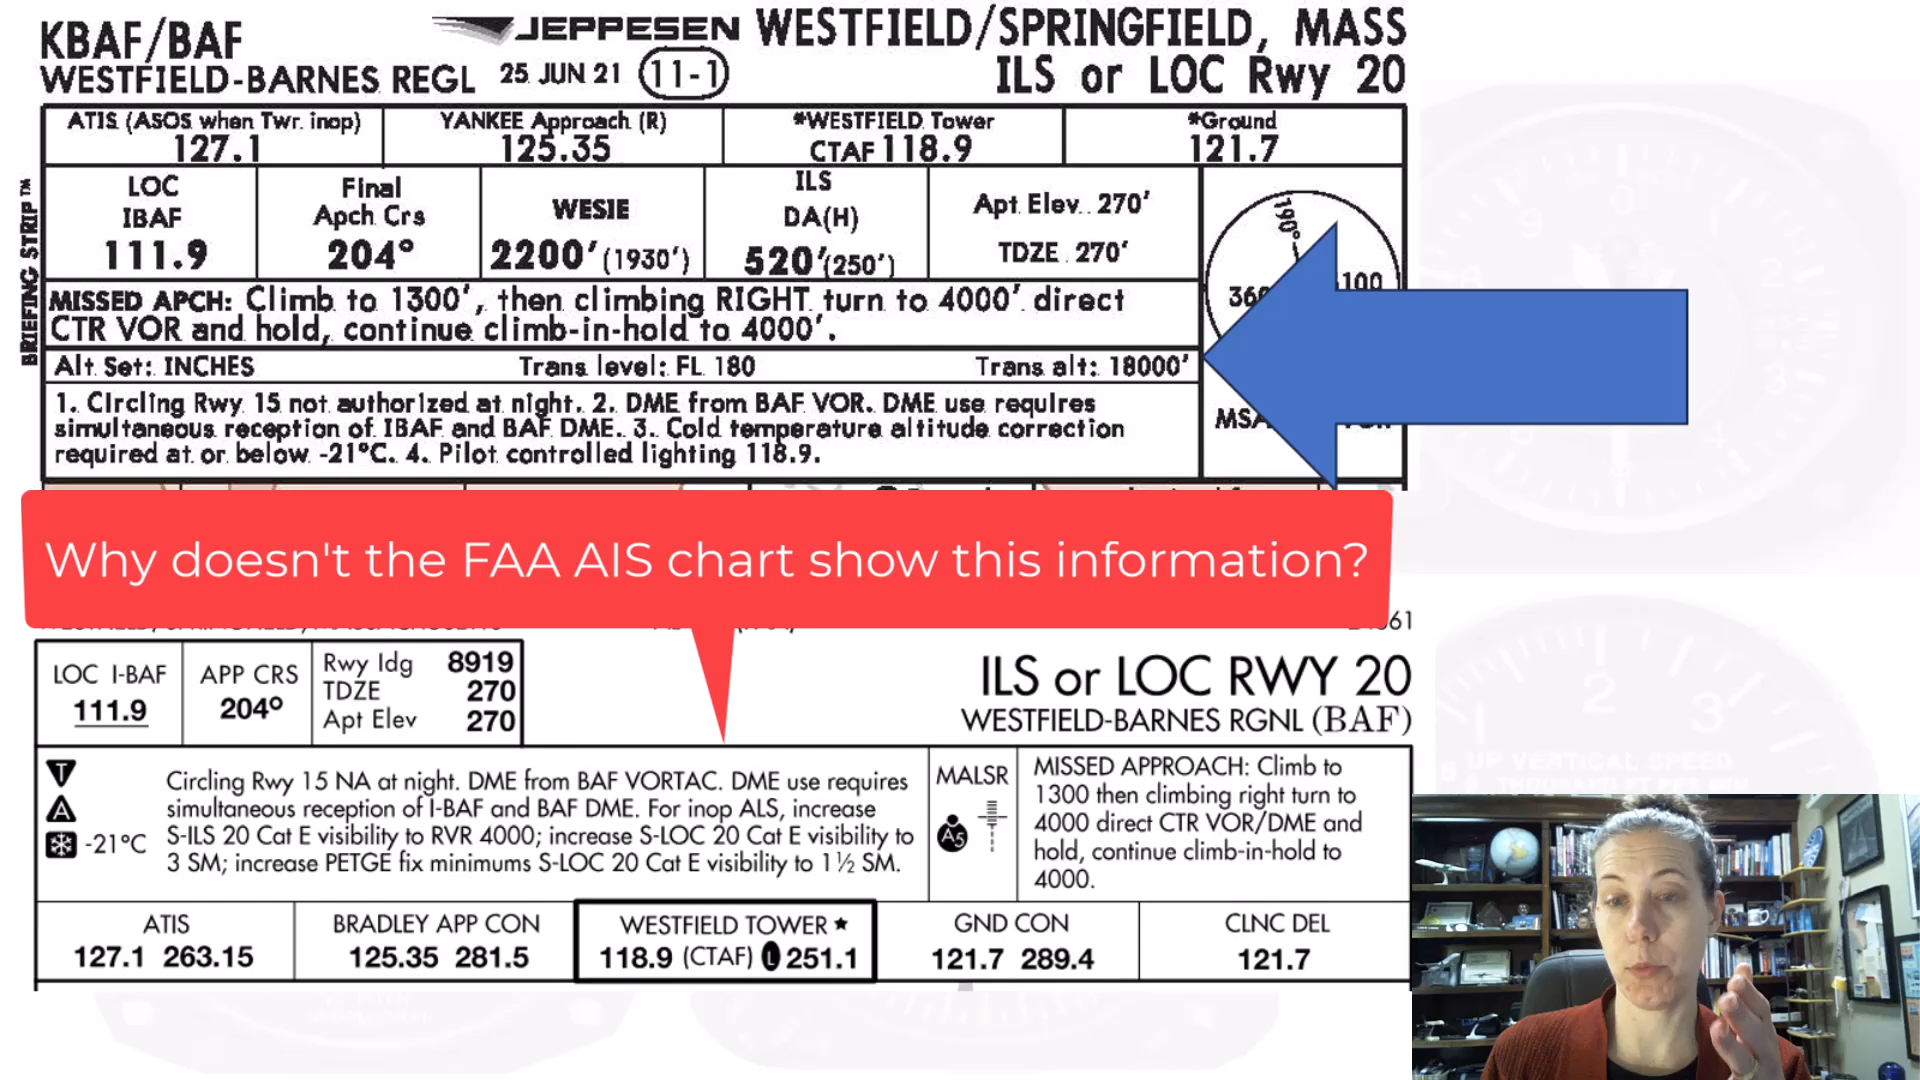 KBAF/BAF
JEPPESEN WESTFIELD/SPRINGFIELD, MASS
WESTFIELD-BARNES REGL 25 JUN 21 11-1 ILS or LOC Rwy 20
ATIS (ASOS when Twr inop) YANKEE Approach (R) *WESTFIELD Tower *Ground
127.1 125.35 CTAF 118.9 121.7
BRIEFING STRIP™
LOC
IBAF
111.9
Final
Apch Crs
204°
WESIE
2200' (1930')
ILS
DA(H)
520' (250')
Apt Elev 270'
TDZE 270'
190°
360
100
MSA
MISSED APCH: Climb to 1300', then climbing RIGHT turn to 4000' direct
CTR VOR and hold, continue climb-in-hold to 4000'.
Alt Set: INCHES Trans level: FL 180 Trans alt: 18000'
1. Circling Rwy 15 not authorized at night. 2. DME from BAF VOR. DME use requires
simultaneous reception of IBAF and BAF DME. 3. Cold temperature altitude correction
required at or below -21°C. 4. Pilot controlled lighting 118.9.
Why doesn't the FAA AIS chart show this information?
LOC I-BAF
111.9
APP CRS
204°
Rwy ldg 8919
TDZE 270
Apt Elev 270
ILS or LOC RWY 20
WESTFIELD-BARNES RGNL (BAF)
T
A
-21°C
Circling Rwy 15 NA at night. DME from BAF VORTAC. DME use requires
simultaneous reception of I-BAF and BAF DME. For inop ALS, increase
S-ILS 20 Cat E visibility to RVR 4000; increase S-LOC 20 Cat E visibility to
3 SM; increase PETGE fix minimums S-LOC 20 Cat E visibility to 1 ½ SM.
MALSR
A5
MISSED APPROACH: Climb to
1300 then climbing right turn to
4000 direct CTR VOR/DME and
hold, continue climb-in-hold to
4000.
ATIS
127.1 263.15
BRADLEY APP CON
125.35 281.5
WESTFIELD TOWER ★
118.9 (CTAF) L 251.1
GND CON
121.7 289.4
CLNC DEL
121.7
2
3
UP VERTICAL SPEED